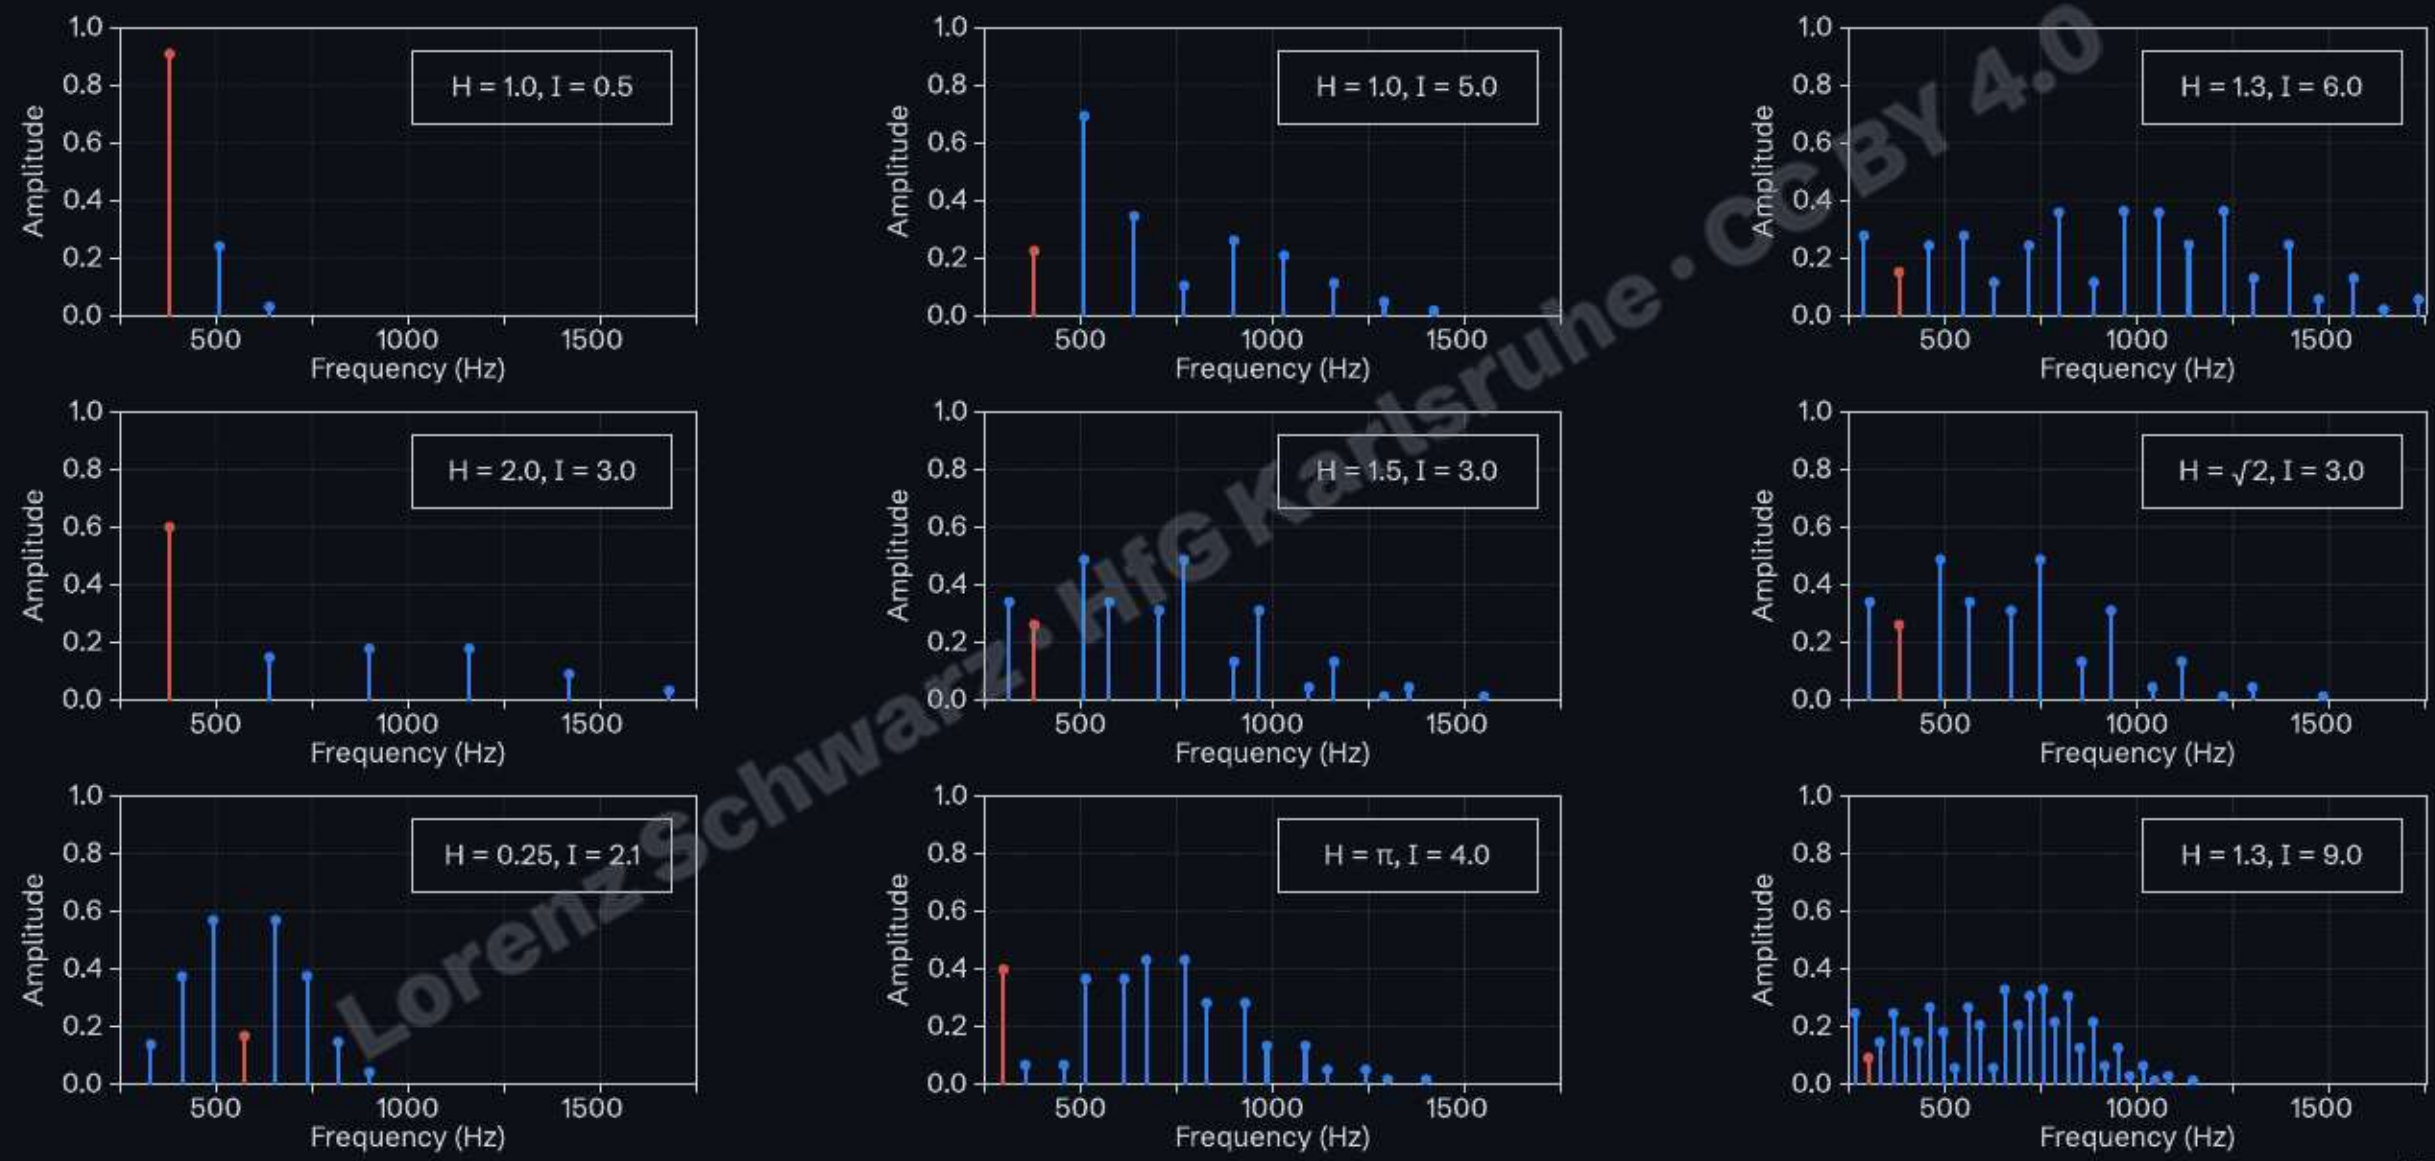 1.0
0.8
0.6
0.4
0.2
0.0
Amplitude
H = 1.0, I = 0.5
500 1000 1500
Frequency (Hz)
1.0
0.8
0.6
0.4
0.2
0.0
Amplitude
H = 1.0, I = 5.0
500 1000 1500
Frequency (Hz)
1.0
0.8
0.6
0.4
0.2
0.0
Amplitude
H = 1.3, I = 6.0
500 1000 1500
Frequency (Hz)
1.0
0.8
0.6
0.4
0.2
0.0
Amplitude
H = 2.0, I = 3.0
500 1000 1500
Frequency (Hz)
1.0
0.8
0.6
0.4
0.2
0.0
Amplitude
H = 1.5, I = 3.0
500 1000 1500
Frequency (Hz)
1.0
0.8
0.6
0.4
0.2
0.0
Amplitude
H = √2, I = 3.0
500 1000 1500
Frequency (Hz)
1.0
0.8
0.6
0.4
0.2
0.0
Amplitude
H = 0.25, I = 2.1
500 1000 1500
Frequency (Hz)
1.0
0.8
0.6
0.4
0.2
0.0
Amplitude
H = π, I = 4.0
500 1000 1500
Frequency (Hz)
1.0
0.8
0.6
0.4
0.2
0.0
Amplitude
H = 1.3, I = 9.0
500 1000 1500
Frequency (Hz)
Lorenz Schwarz · HfG Karlsruhe · CC BY 4.0